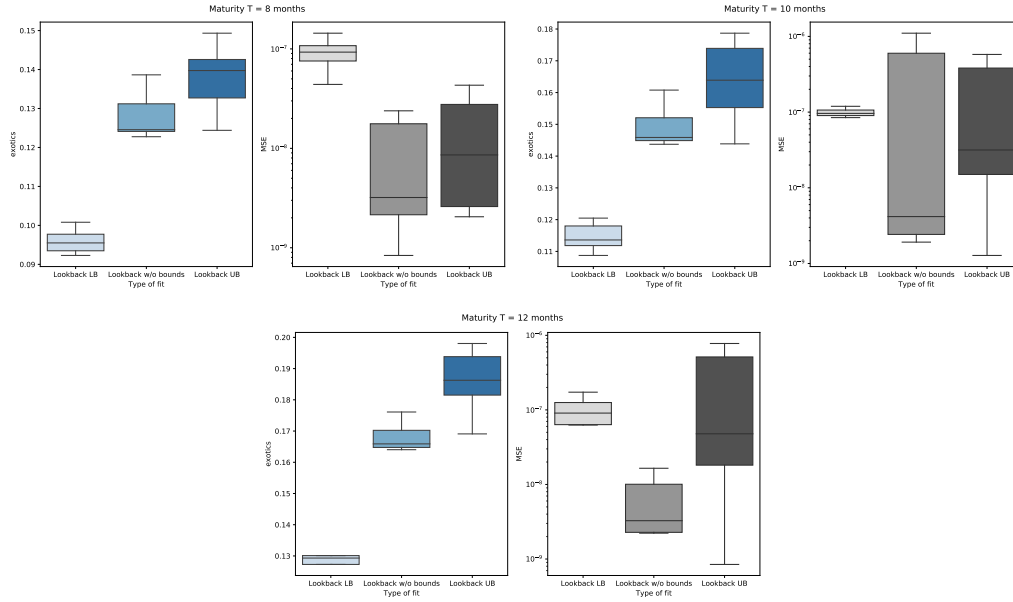 Maturity T = 8 months
exotics
0.15
0.14
0.13
0.12
0.11
0.10
0.09
Lookback LB Lookback w/o bounds Lookback UB
Type of fit
MSE
10⁻⁷
10⁻⁸
10⁻⁹
Lookback LB Lookback w/o bounds Lookback UB
Type of fit
Maturity T = 10 months
exotics
0.18
0.17
0.16
0.15
0.14
0.13
0.12
0.11
Lookback LB Lookback w/o bounds Lookback UB
Type of fit
MSE
10⁻⁶
10⁻⁷
10⁻⁸
10⁻⁹
Lookback LB Lookback w/o bounds Lookback UB
Type of fit
Maturity T = 12 months
exotics
0.20
0.19
0.18
0.17
0.16
0.15
0.14
0.13
Lookback LB Lookback w/o bounds Lookback UB
Type of fit
MSE
10⁻⁶
10⁻⁷
10⁻⁸
10⁻⁹
Lookback LB Lookback w/o bounds Lookback UB
Type of fit